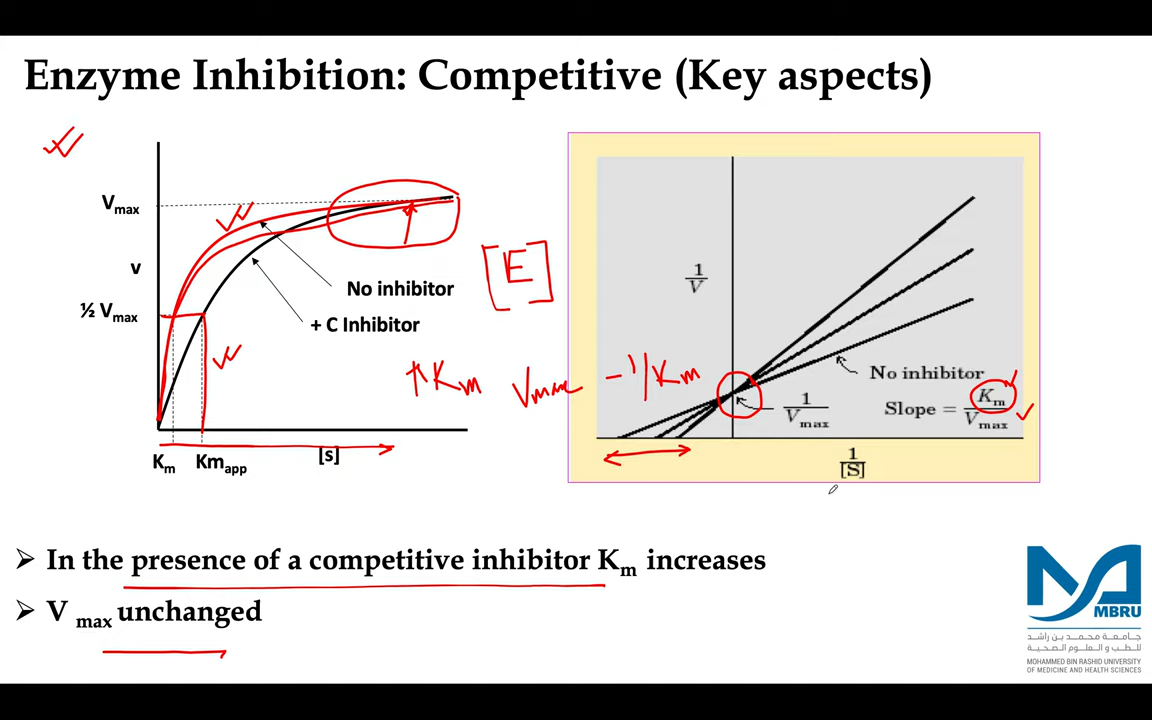 Enzyme Inhibition: Competitive (Key aspects)
Vmax
v
½ Vmax
No inhibitor
+ C Inhibitor
Km
Kmapp
[s]
[E]
↑Km
Vmax
-1/Km
1/V
No inhibitor
Slope = Km/Vmax
1/Vmax
1/[S]
➢ In the presence of a competitive inhibitor Km increases
➢ V max unchanged
MBRU
جامعة محمد بن راشد
للطب و العلوم الصحية
MOHAMMED BIN RASHID UNIVERSITY
OF MEDICINE AND HEALTH SCIENCES